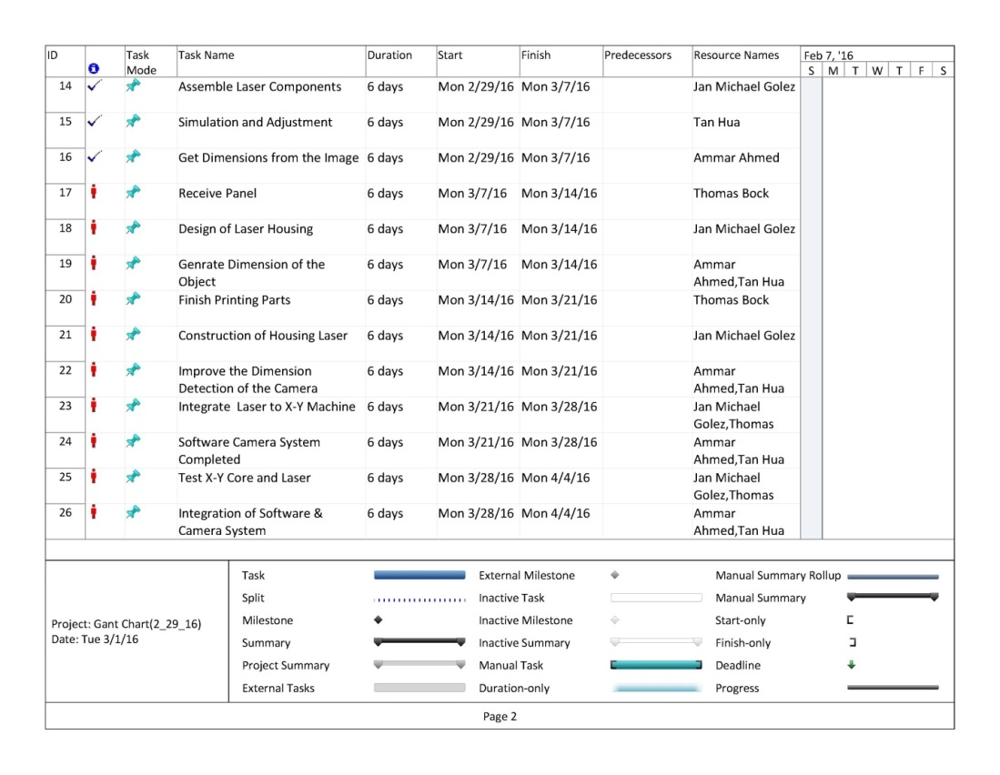 ID Task Mode Task Name Duration Start Finish Predecessors Resource Names Feb 7, '16
S M T W T F S
14 Assemble Laser Components 6 days Mon 2/29/16 Mon 3/7/16 Jan Michael Golez
15 Simulation and Adjustment 6 days Mon 2/29/16 Mon 3/7/16 Tan Hua
16 Get Dimensions from the Image 6 days Mon 2/29/16 Mon 3/7/16 Ammar Ahmed
17 Receive Panel 6 days Mon 3/7/16 Mon 3/14/16 Thomas Bock
18 Design of Laser Housing 6 days Mon 3/7/16 Mon 3/14/16 Jan Michael Golez
19 Genrate Dimension of the 6 days Mon 3/7/16 Mon 3/14/16 Ammar
Object Ahmed,Tan Hua
20 Finish Printing Parts 6 days Mon 3/14/16 Mon 3/21/16 Thomas Bock
21 Construction of Housing Laser 6 days Mon 3/14/16 Mon 3/21/16 Jan Michael Golez
22 Improve the Dimension 6 days Mon 3/14/16 Mon 3/21/16 Ammar
Detection of the Camera Ahmed,Tan Hua
23 Integrate Laser to X-Y Machine 6 days Mon 3/21/16 Mon 3/28/16 Jan Michael
Golez,Thomas
24 Software Camera System 6 days Mon 3/21/16 Mon 3/28/16 Ammar
Completed Ahmed,Tan Hua
25 Test X-Y Core and Laser 6 days Mon 3/28/16 Mon 4/4/16 Jan Michael
Golez,Thomas
26 Integration of Software & 6 days Mon 3/28/16 Mon 4/4/16 Ammar
Camera System Ahmed,Tan Hua
Project: Gant Chart(2_29_16)
Date: Tue 3/1/16
Task External Milestone Manual Summary Rollup
Split Inactive Task Manual Summary
Milestone Inactive Milestone Start-only
Summary Inactive Summary Finish-only
Project Summary Manual Task Deadline
External Tasks Duration-only Progress
Page 2